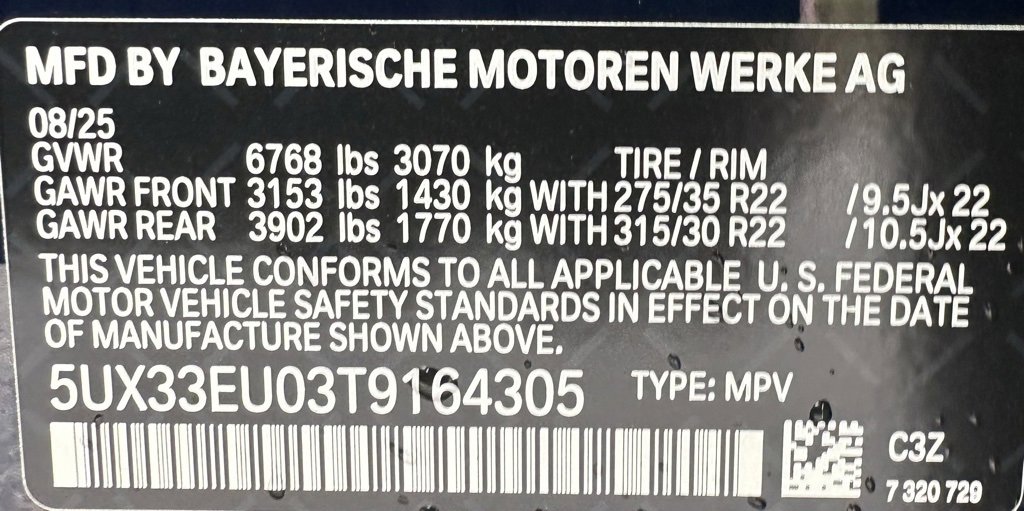 MFD BY BAYERISCHE MOTOREN WERKE AG
08/25
GVWR 6768 lbs 3070 kg TIRE / RIM
GAWR FRONT 3153 lbs 1430 kg WITH 275/35 R22 /9.5Jx 22
GAWR REAR 3902 lbs 1770 kg WITH 315/30 R22 /10.5Jx 22
THIS VEHICLE CONFORMS TO ALL APPLICABLE U. S. FEDERAL
MOTOR VEHICLE SAFETY STANDARDS IN EFFECT ON THE DATE
OF MANUFACTURE SHOWN ABOVE.
5UX33EU03T9164305 TYPE: MPV
C3Z
7 320 729